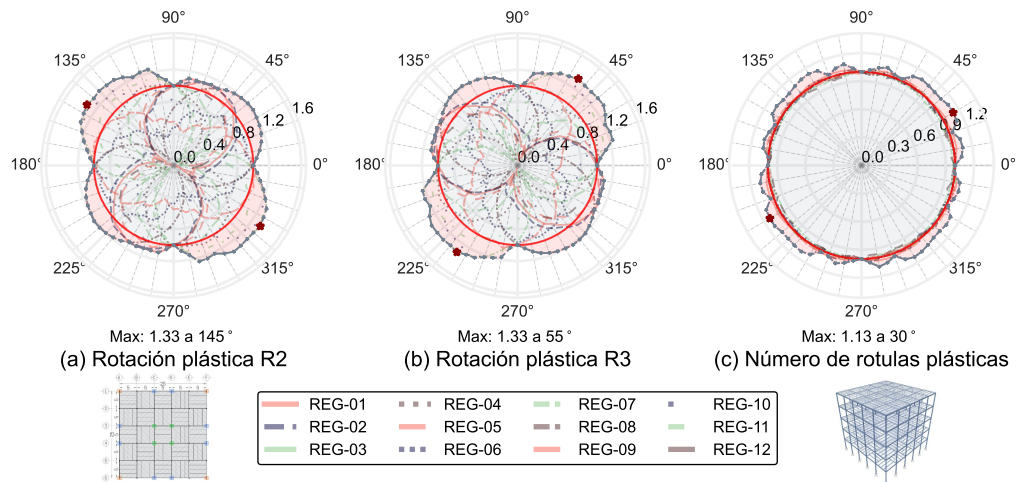 90° 90° 90°
135° 45° 135° 45° 135° 45°
1.6 1.6
1.2 1.2 1.2
0.8 0.8 0.9
0.4 0.4 0.6
0.3
180° 0.0 0° 180° 0.0 0° 180° 0.0 0°
225° 315° 225° 315° 225° 315°
270° 270° 270°
Max: 1.33 a 145° Max: 1.33 a 55° Max: 1.13 a 30°
(a) Rotación plástica R2 (b) Rotación plástica R3 (c) Número de rotulas plásticas
REG-01 REG-04 REG-07 REG-10
REG-02 REG-05 REG-08 REG-11
REG-03 REG-06 REG-09 REG-12